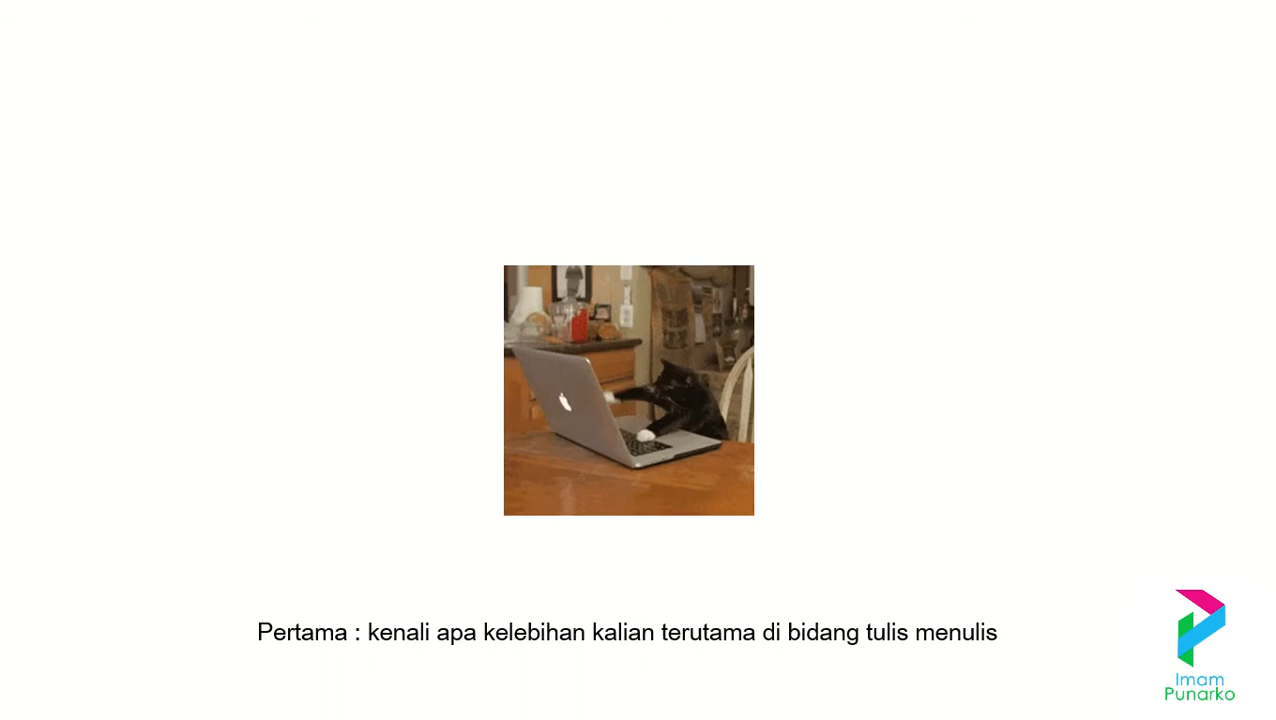 Pertama : kenali apa kelebihan kalian terutama di bidang tulis menulis
Imam
Punarko